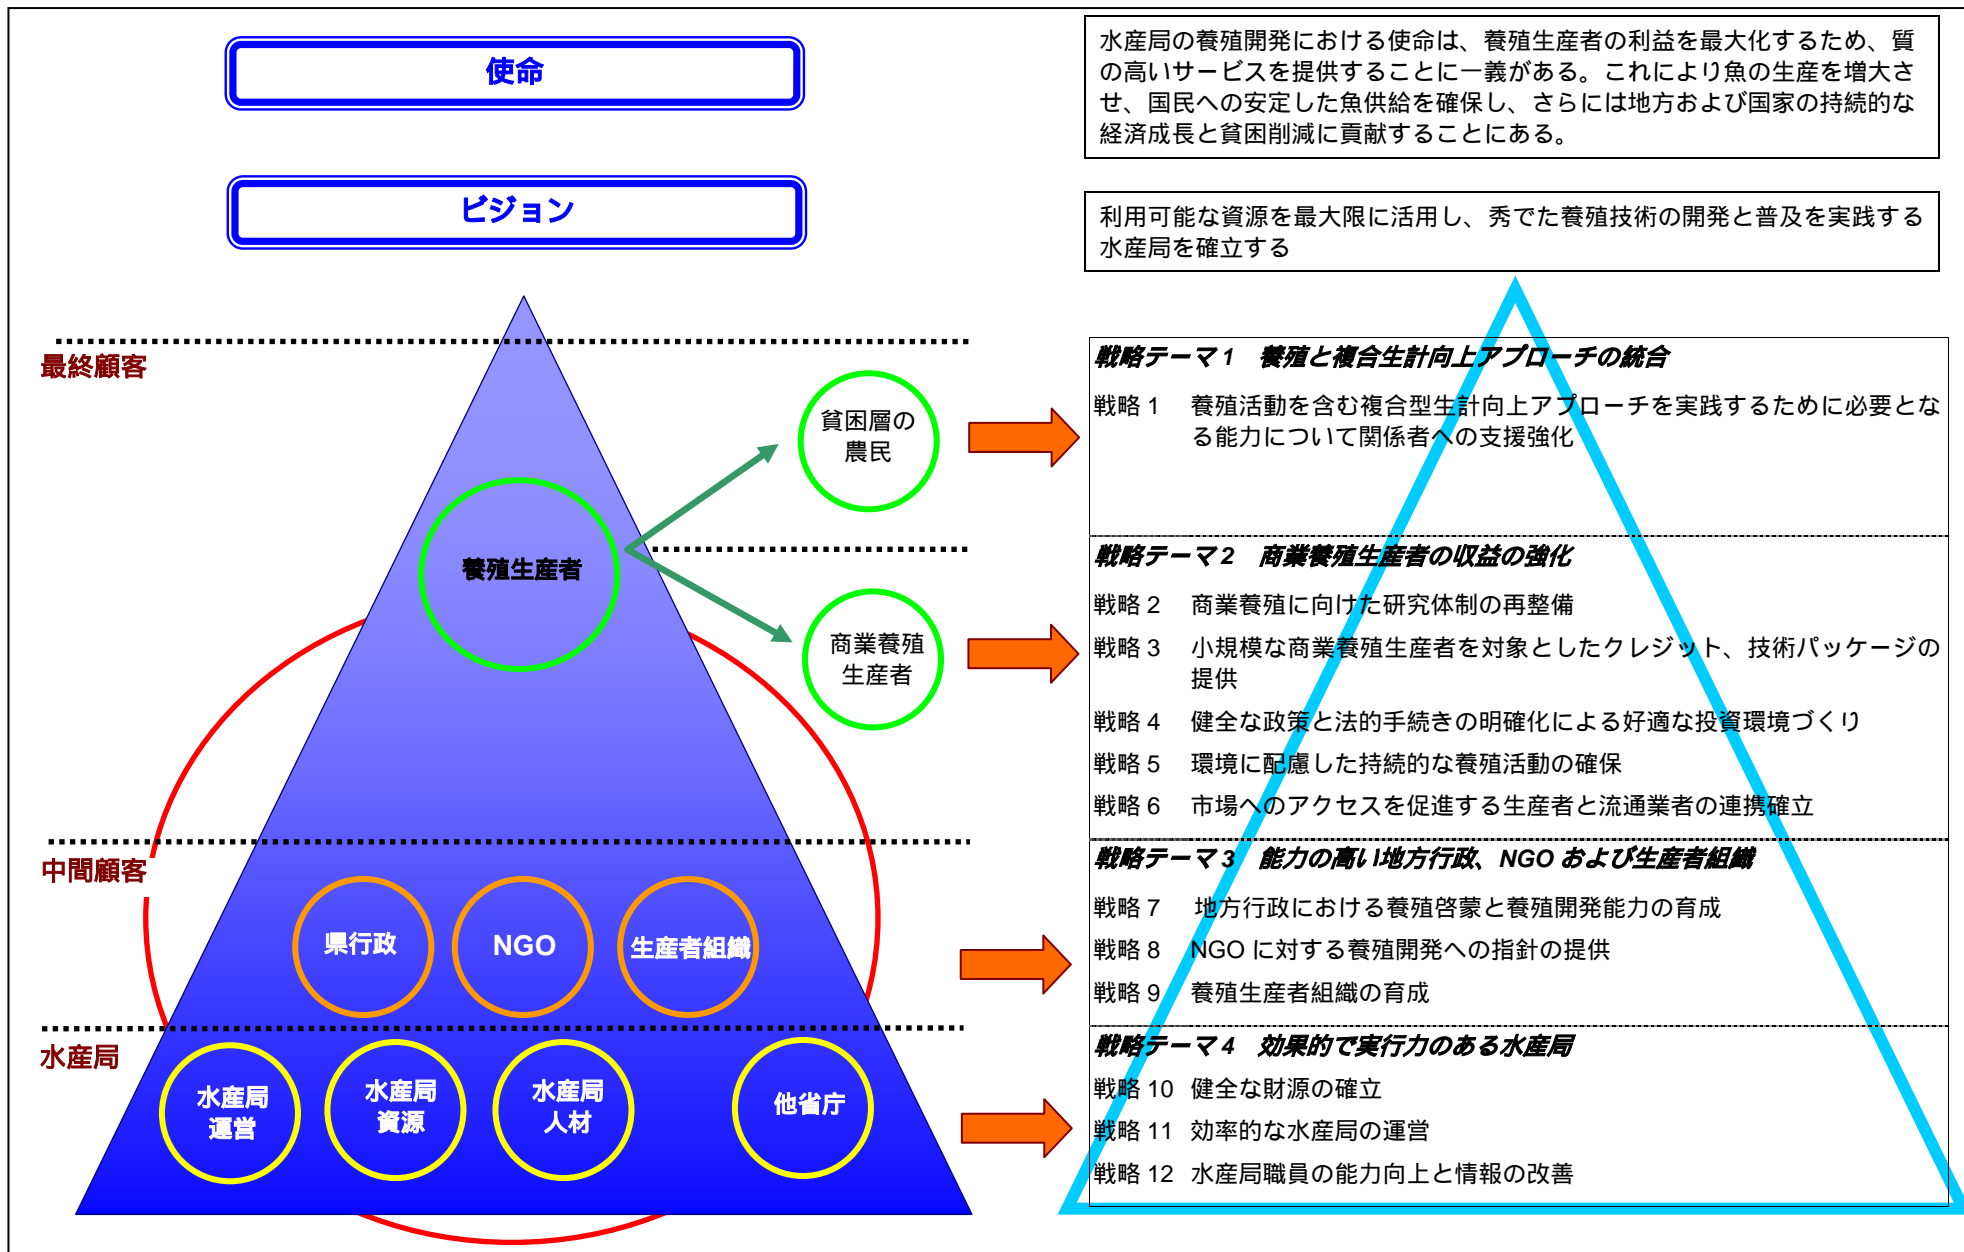 使命
水産局の養殖開発における使命は、養殖生産者の利益を最大化するため、質
の高いサービスを提供することに一義がある。これにより魚の生産を増大さ
せ、国民への安定した魚供給を確保し、さらには地方および国家の持続的な
経済成長と貧困削減に貢献することにある。
ビジョン
利用可能な資源を最大限に活用し、秀でた養殖技術の開発と普及を実践する
水産局を確立する
最終顧客
養殖生産者
貧困層の
農民
商業養殖
生産者
中間顧客
県行政
NGO
生産者組織
水産局
水産局
運営
水産局
資源
水産局
人材
他省庁
戦略テーマ 1 養殖と複合生計向上アプローチの統合
戦略 1 養殖活動を含む複合型生計向上アプローチを実践するために必要とな
る能力について関係者への支援強化
戦略テーマ 2 商業養殖生産者の収益の強化
戦略 2 商業養殖に向けた研究体制の再整備
戦略 3 小規模な商業養殖生産者を対象としたクレジット、技術パッケージの
提供
戦略 4 健全な政策と法的手続きの明確化による好適な投資環境づくり
戦略 5 環境に配慮した持続的な養殖活動の確保
戦略 6 市場へのアクセスを促進する生産者と流通業者の連携確立
戦略テーマ 3 能力の高い地方行政、NGO および生産者組織
戦略 7 地方行政における養殖啓蒙と養殖開発能力の育成
戦略 8 NGO に対する養殖開発への指針の提供
戦略 9 養殖生産者組織の育成
戦略テーマ 4 効果的で実行力のある水産局
戦略 10 健全な財源の確立
戦略 11 効率的な水産局の運営
戦略 12 水産局職員の能力向上と情報の改善